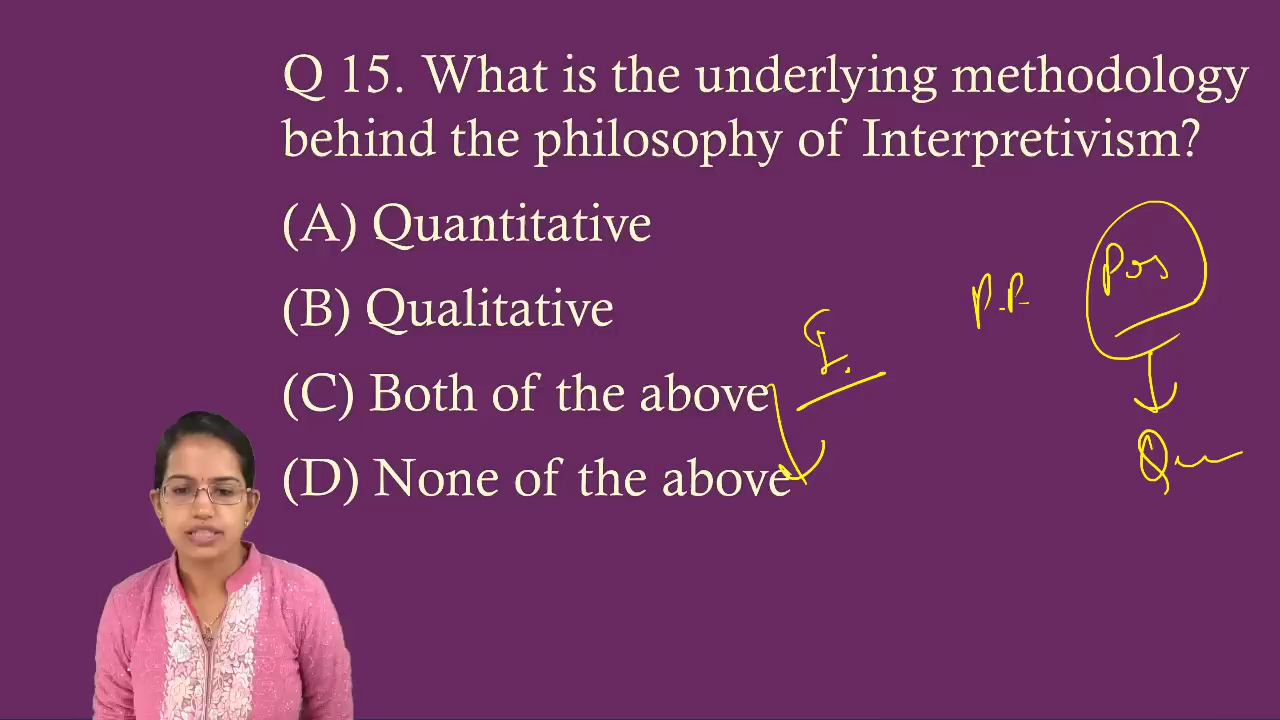 Q 15. What is the underlying methodology
behind the philosophy of Interpretivism?
(A) Quantitative
(B) Qualitative
(C) Both of the above
(D) None of the above
I.
P.P
Pos